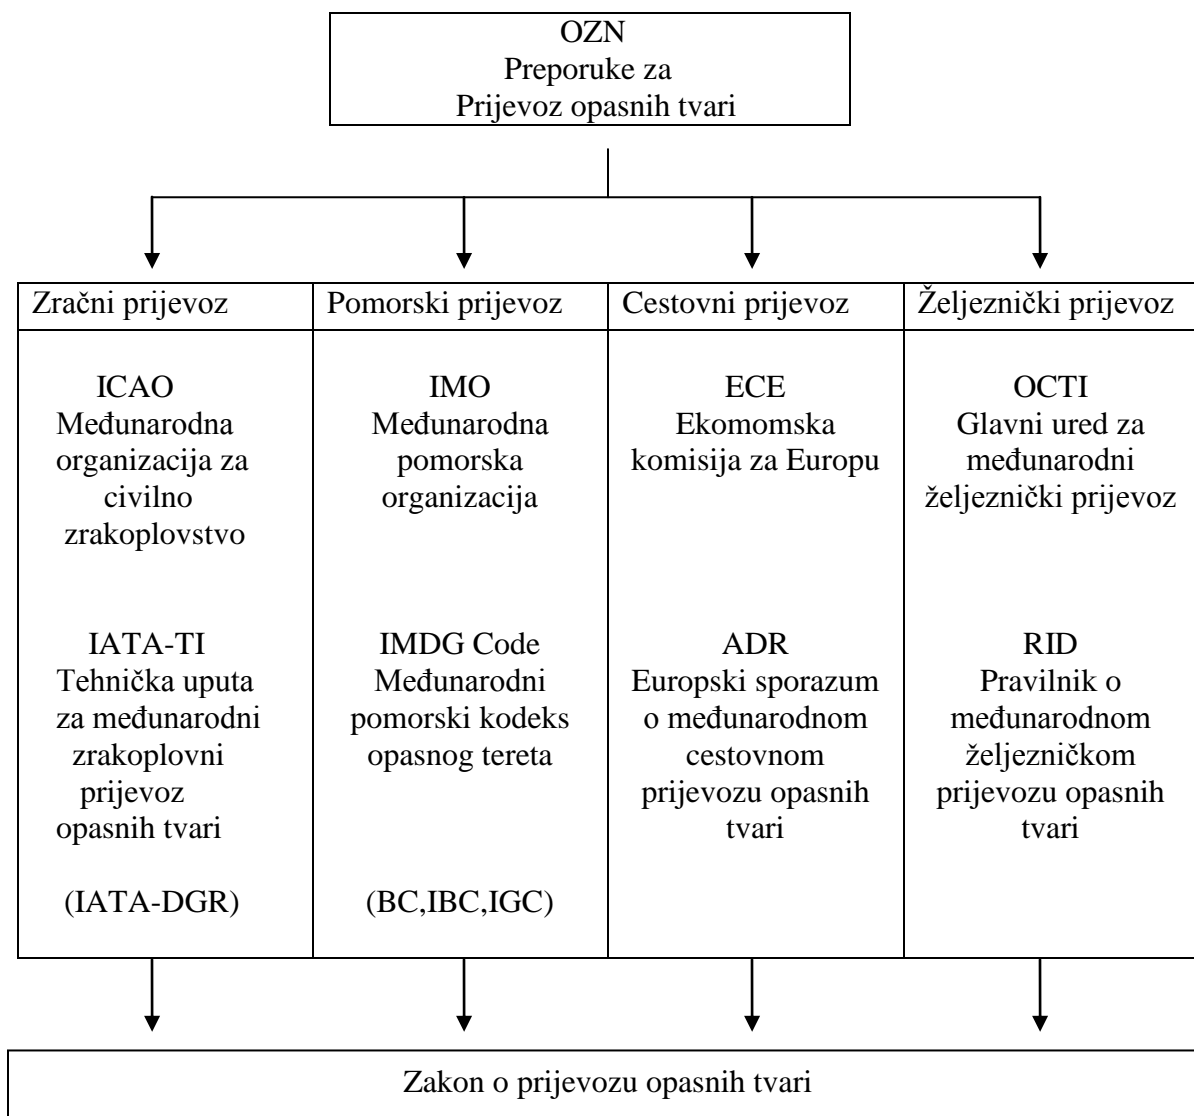 OZN
Preporuke za
Prijevoz opasnih tvari
Zračni prijevoz
ICAO
Međunarodna
organizacija za
civilno
zrakoplovstvo
IATA-TI
Tehnička uputa
za međunarodni
zrakoplovni
prijevoz
opasnih tvari
(IATA-DGR)
Pomorski prijevoz
IMO
Međunarodna
pomorska
organizacija
IMDG Code
Međunarodni
pomorski kodeks
opasnog tereta
(BC,IBC,IGC)
Cestovni prijevoz
ECE
Ekomomska
komisija za Europu
ADR
Europski sporazum
o međunarodnom
cestovnom
prijevozu opasnih
tvari
Željeznički prijevoz
OCTI
Glavni ured za
međunarodni
željeznički prijevoz
RID
Pravilnik o
međunarodnom
željezničkom
prijevozu opasnih
tvari
Zakon o prijevozu opasnih tvari